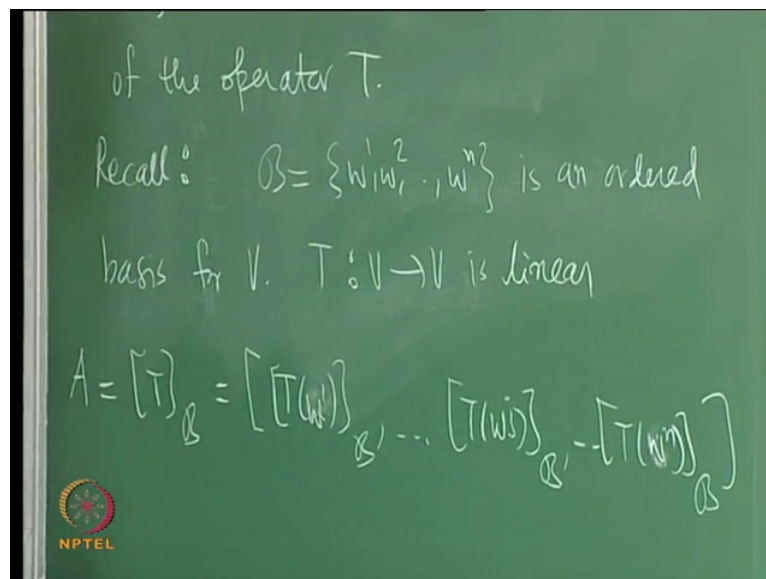 of the operator T.
Recall: B = {w¹, w², ., wⁿ} is an ordered
basis for V. T : V → V is linear
A = [T]_B = [[T(w¹)]_B, ... [T(wʲ)]_B, ... [T(wⁿ)]_B]
NPTEL